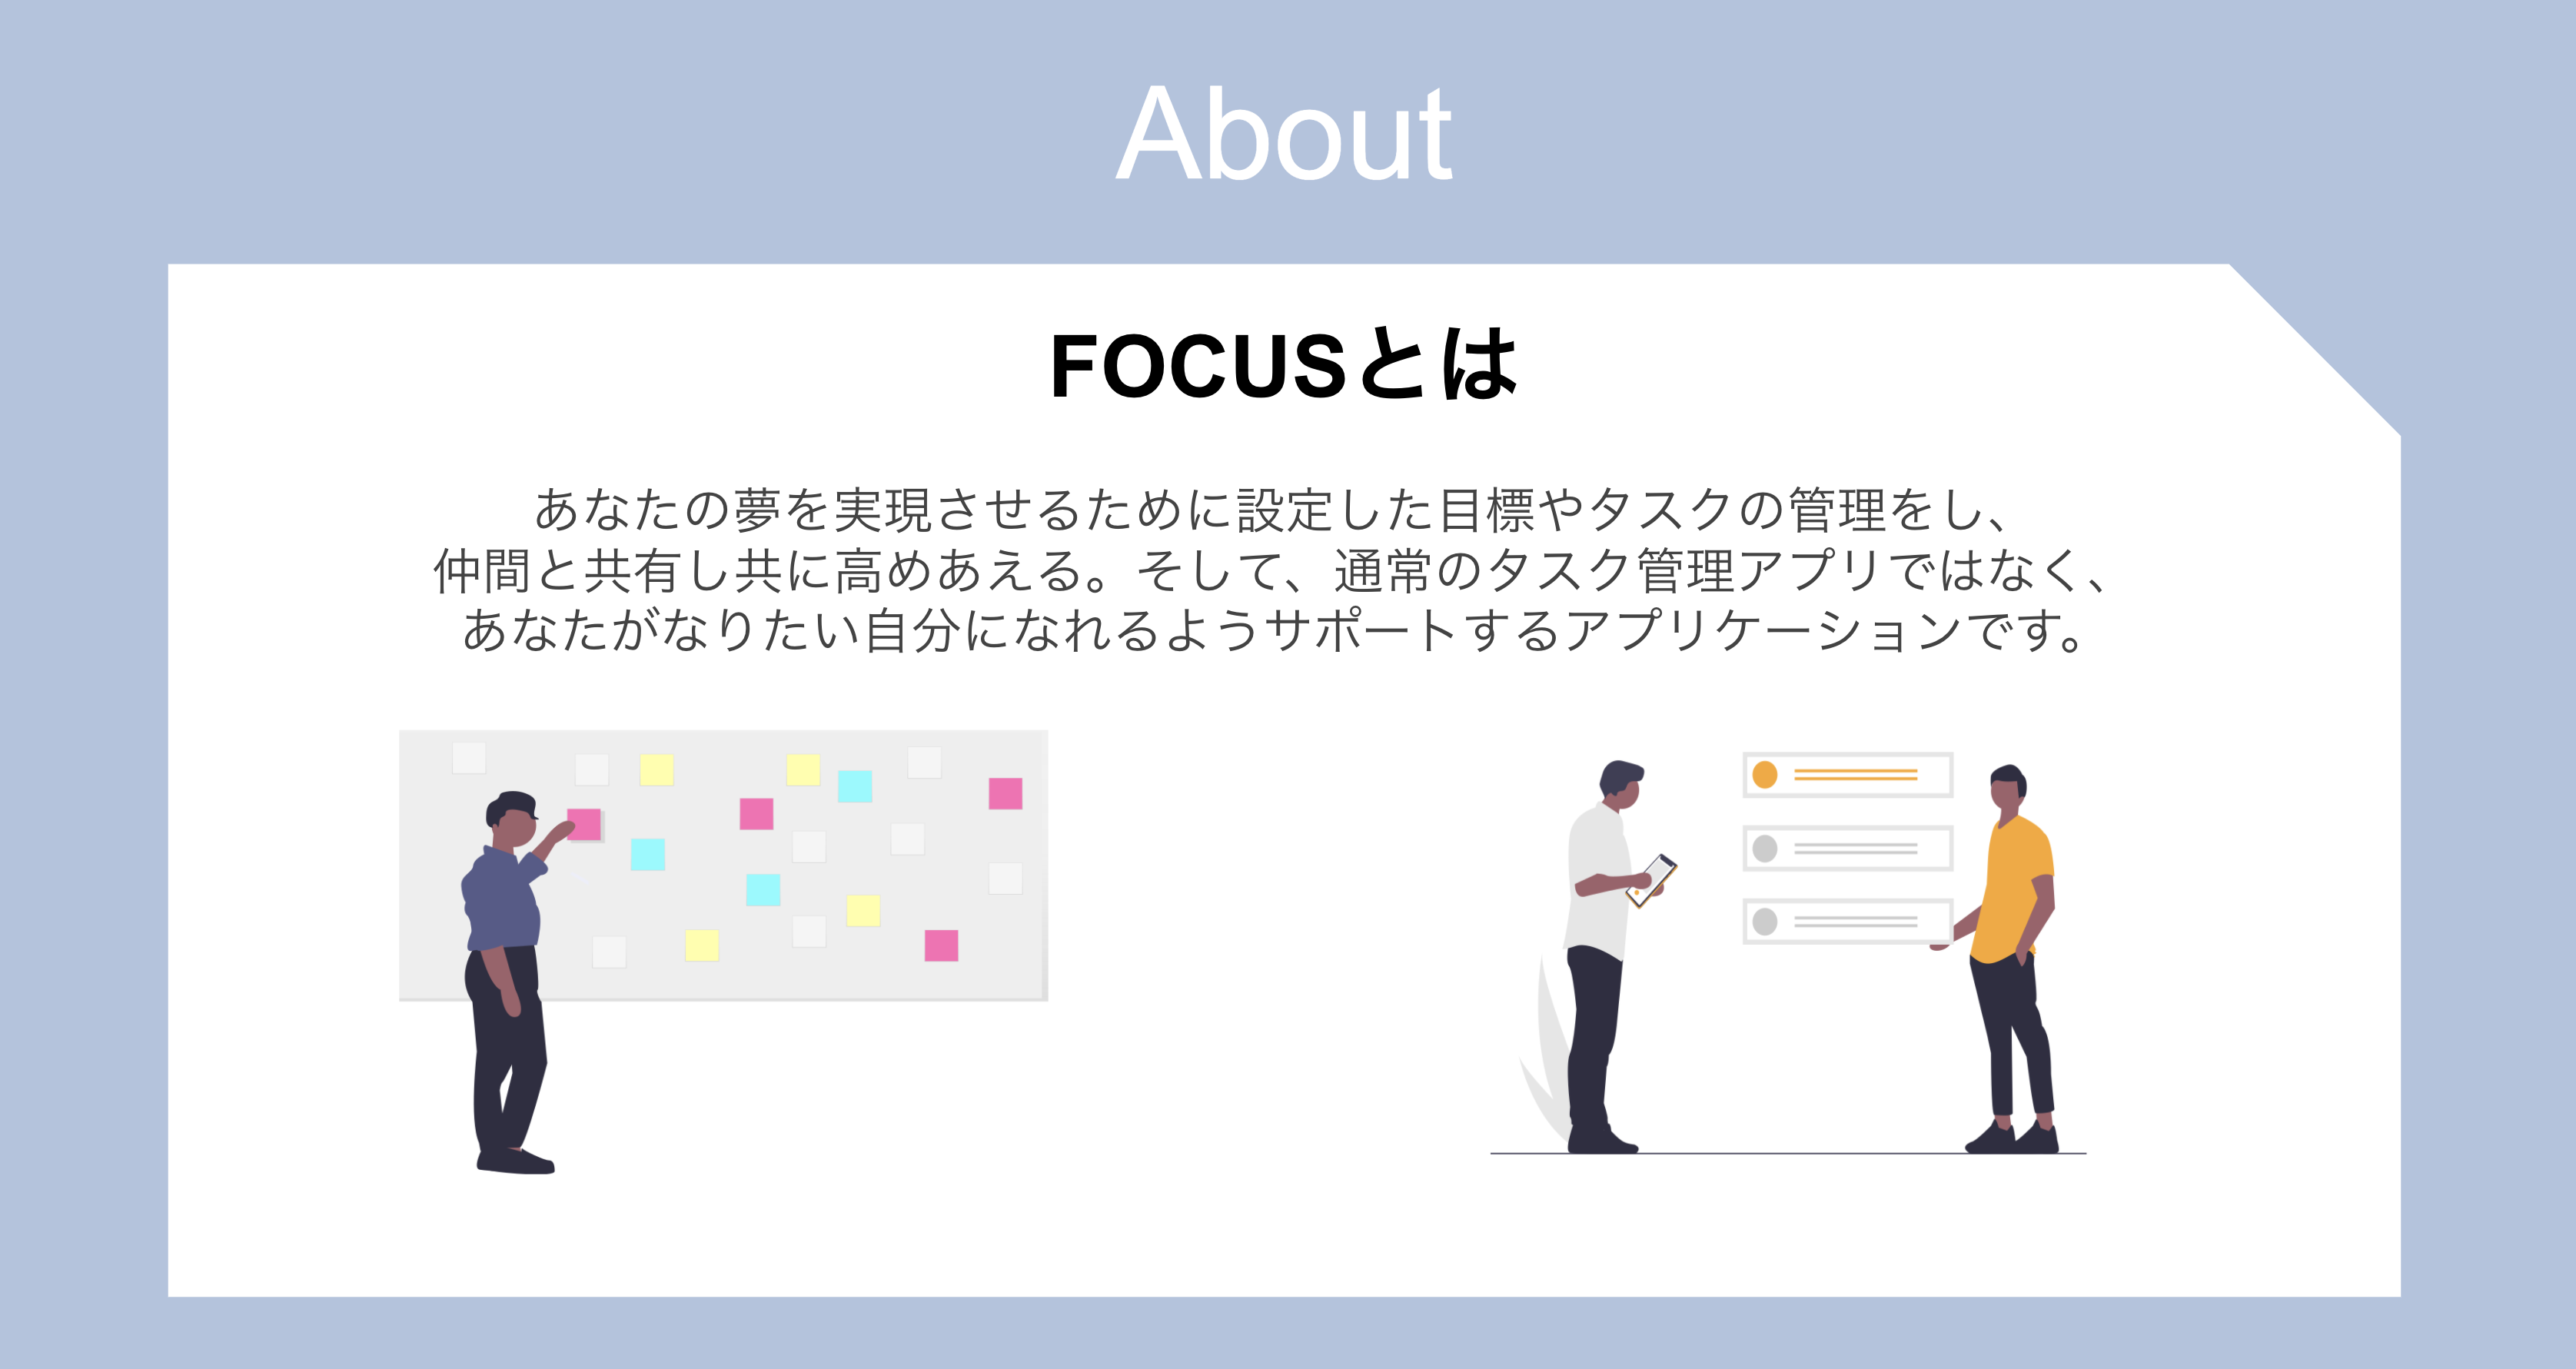 About
FOCUSとは
あなたの夢を実現させるために設定した目標やタスクの管理をし、
仲間と共有し共に高めあえる。そして、通常のタスク管理アプリではなく、
あなたがなりたい自分になれるようサポートするアプリケーションです。